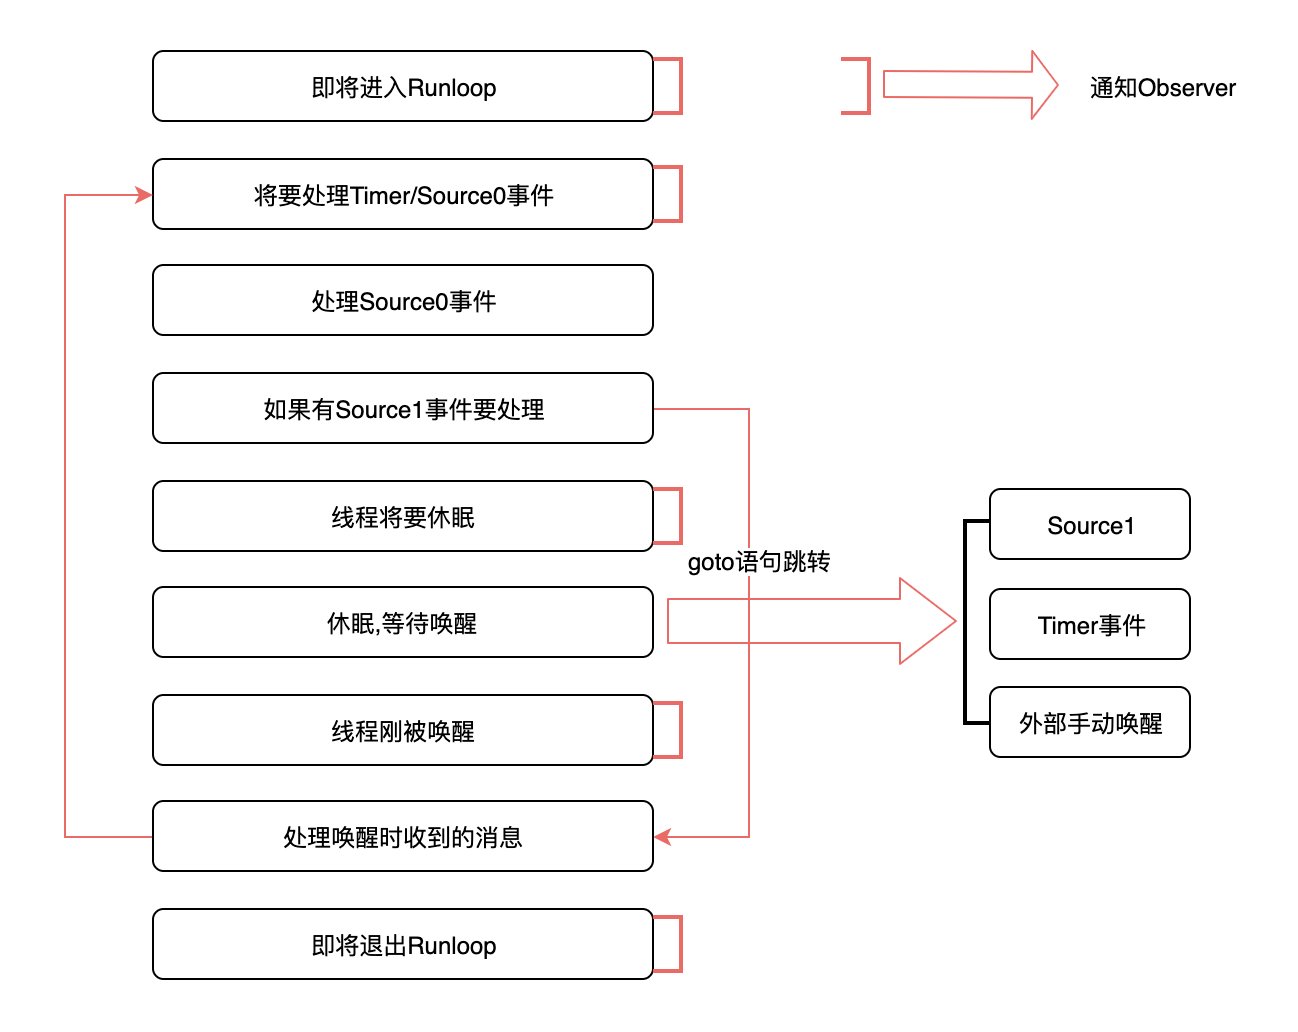 即将进入Runloop
通知Observer
将要处理Timer/Source0事件
处理Source0事件
如果有Source1事件要处理
线程将要休眠
goto语句跳转
休眠,等待唤醒
Source1
Timer事件
外部手动唤醒
线程刚被唤醒
处理唤醒时收到的消息
即将退出Runloop